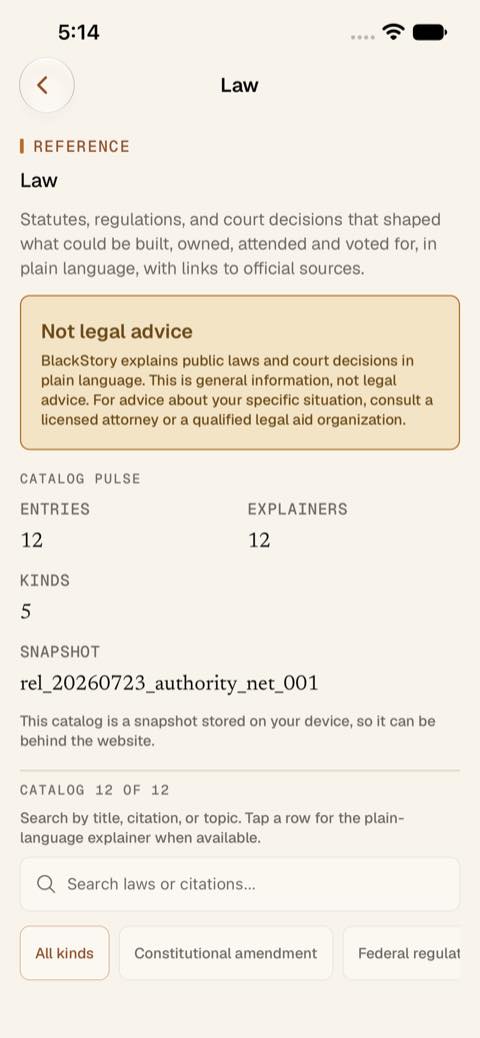 5:14
Law
REFERENCE
Law
Statutes, regulations, and court decisions that shaped
what could be built, owned, attended and voted for, in
plain language, with links to official sources.
Not legal advice
BlackStory explains public laws and court decisions in
plain language. This is general information, not legal
advice. For advice about your specific situation, consult a
licensed attorney or a qualified legal aid organization.
CATALOG PULSE
ENTRIES
12
EXPLAINERS
12
KINDS
5
SNAPSHOT
rel_20260723_authority_net_001
This catalog is a snapshot stored on your device, so it can be
behind the website.
CATALOG 12 OF 12
Search by title, citation, or topic. Tap a row for the plain-
language explainer when available.
Search laws or citations...
All kinds
Constitutional amendment
Federal regulat